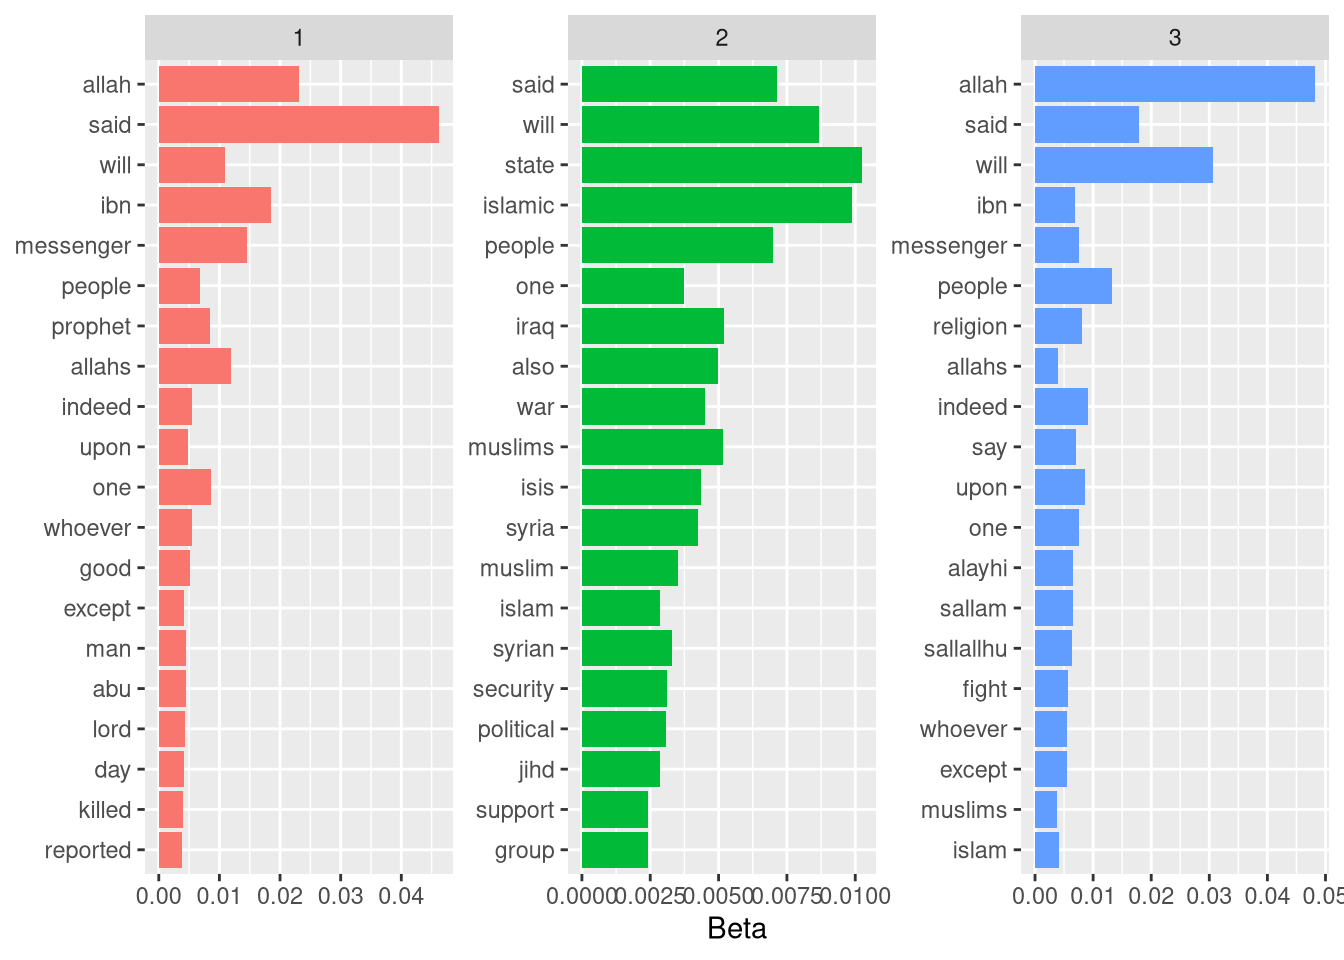 1
allah
said
will
ibn
messenger
people
prophet
allahs
indeed
upon
one
whoever
good
except
man
abu
lord
day
killed
reported
0.00 0.01 0.02 0.03 0.04
2
said
will
state
islamic
people
one
iraq
also
war
muslims
isis
syria
muslim
islam
syrian
security
political
jihd
support
group
0.0000 0.0025 0.0050 0.0075 0.0100
3
allah
said
will
ibn
messenger
people
religion
allahs
indeed
say
upon
one
alayhi
sallam
sallallhu
fight
whoever
except
muslims
islam
0.00 0.01 0.02 0.03 0.04 0.05
Beta